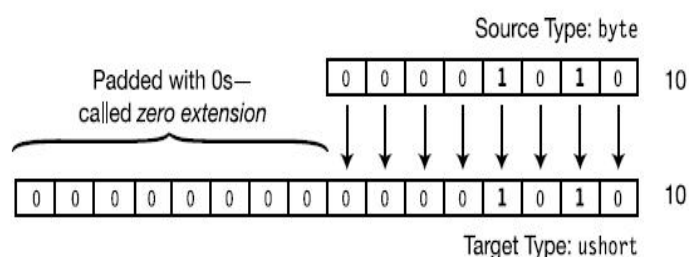 Source Type: byte
Padded with 0s—
called zero extension
0 0 0 0 1 0 1 0 10
0 0 0 0 0 0 0 0 0 0 0 0 1 0 1 0 10
Target Type: ushort